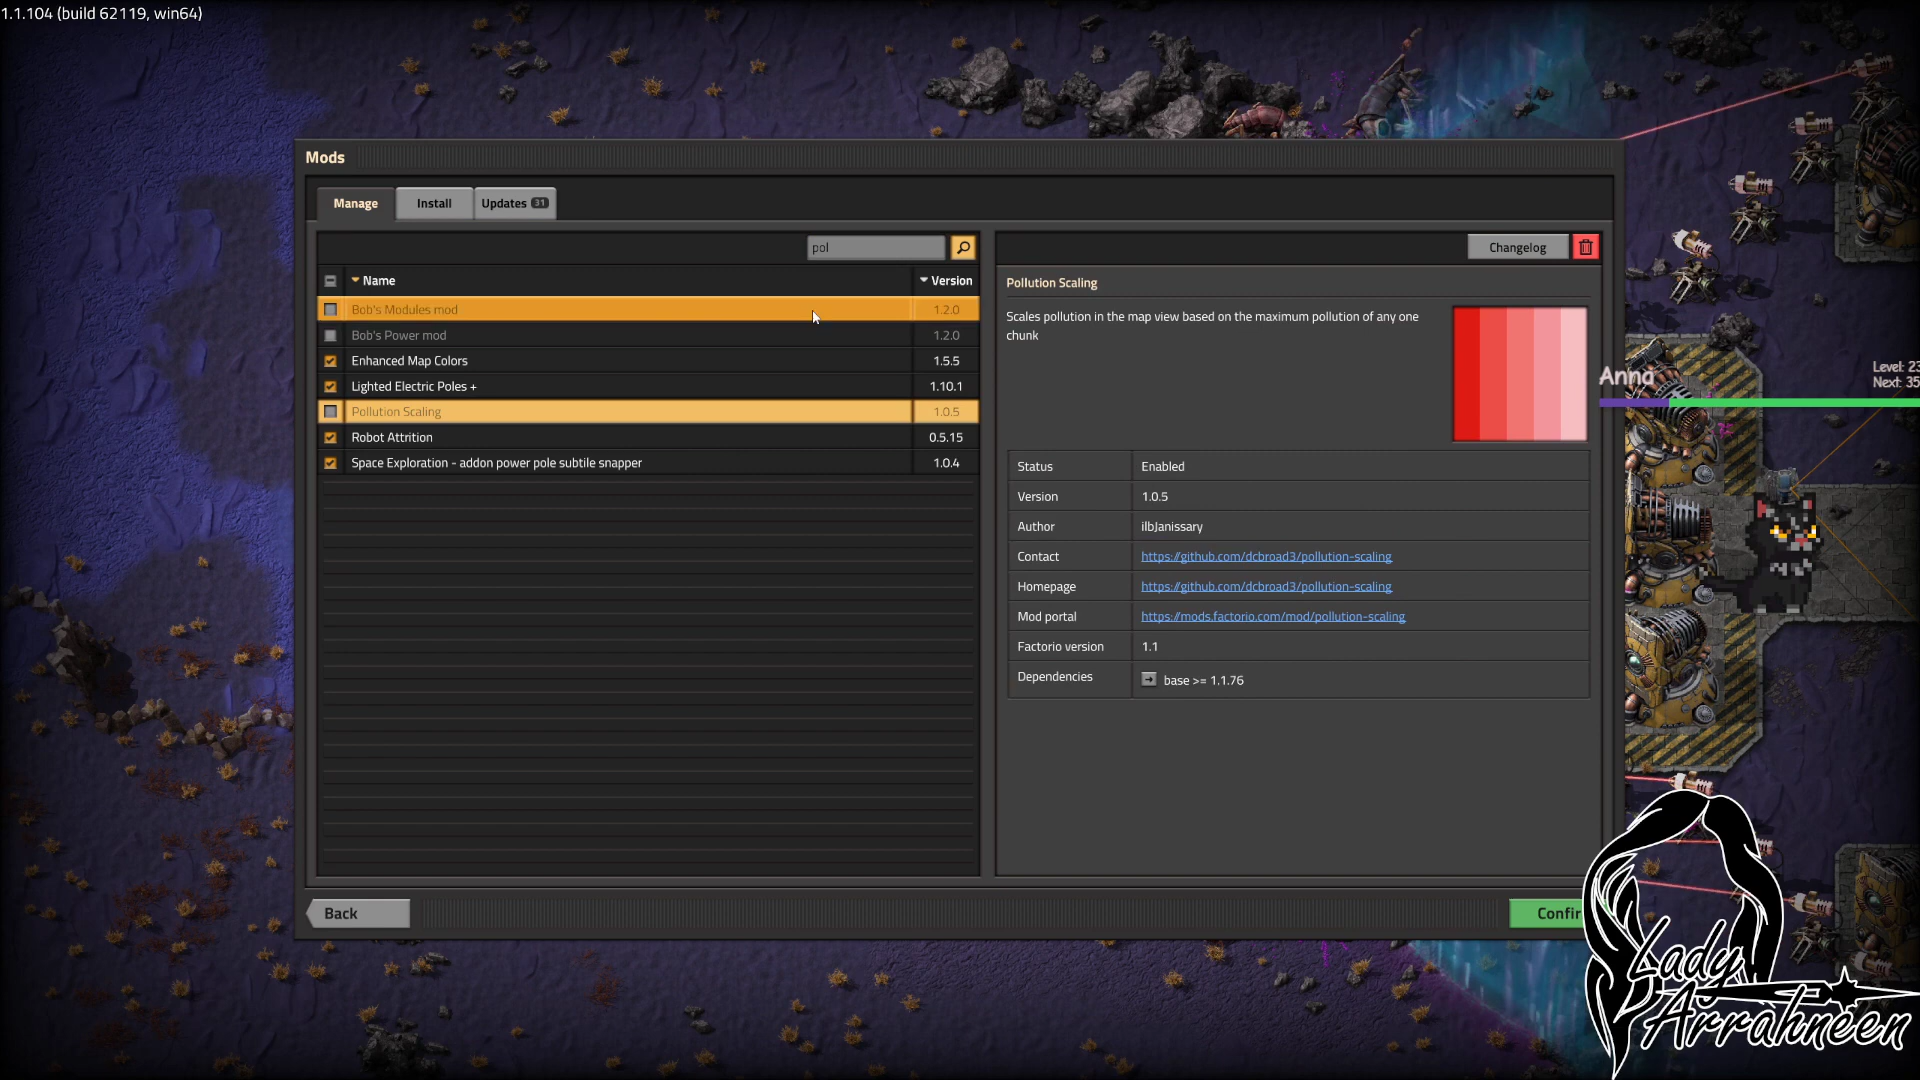 1.1.104 (build 62119, win64)
Mods
Manage
Install
Updates 31
pol
Name
Version
Bob's Modules mod
1.2.0
Bob's Power mod
1.2.0
Enhanced Map Colors
1.5.5
Lighted Electric Poles +
1.10.1
Pollution Scaling
1.0.5
Robot Attrition
0.5.15
Space Exploration - addon power pole subtile snapper
1.0.4
Changelog
Pollution Scaling
Scales pollution in the map view based on the maximum pollution of any one
chunk
Status
Enabled
Version
1.0.5
Author
ilbJanissary
Contact
https://github.com/dcbroad3/pollution-scaling
Homepage
https://github.com/dcbroad3/pollution-scaling
Mod portal
https://mods.factorio.com/mod/pollution-scaling
Factorio version
1.1
Dependencies
base >= 1.1.76
Back
Confir
Anna
Level: 23
Next: 35
Lady
Arrahneen